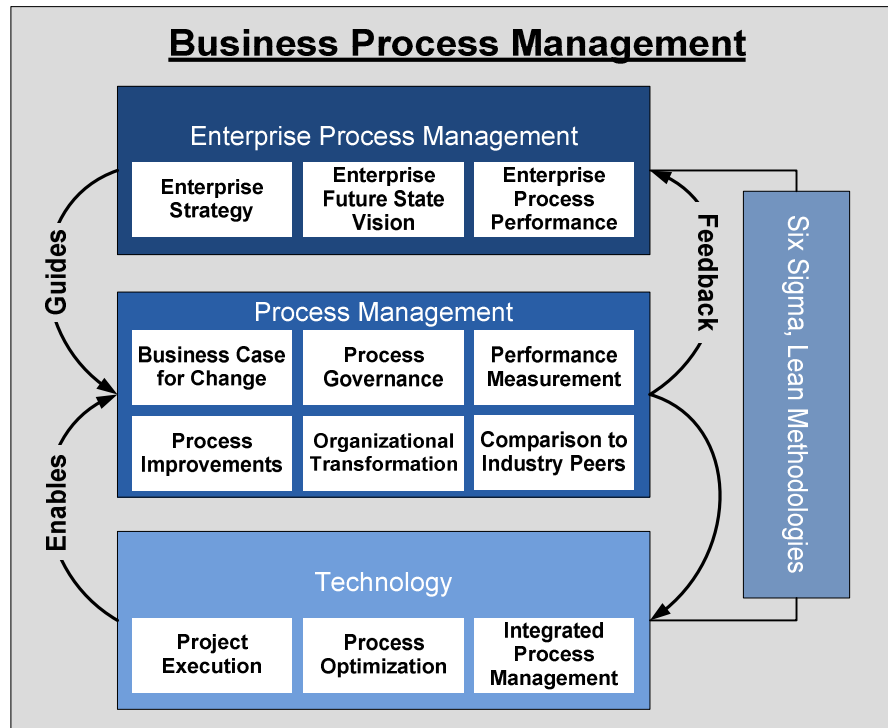 Business Process Management
Enterprise Process Management
Enterprise
Strategy
Enterprise
Future State
Vision
Enterprise
Process
Performance
Guides
Feedback
Six Sigma, Lean Methodologies
Process Management
Business Case
for Change
Process
Governance
Performance
Measurement
Process
Improvements
Organizational
Transformation
Comparison to
Industry Peers
Enables
Technology
Project
Execution
Process
Optimization
Integrated
Process
Management